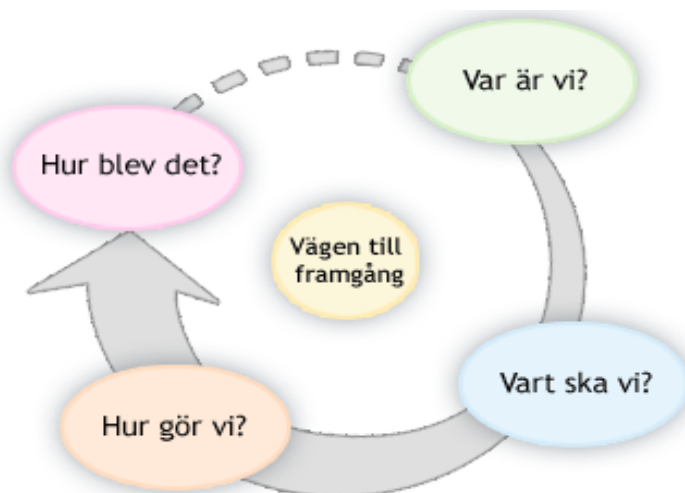 Var är vi?
Hur blev det?
Vägen till
framgång
Vart ska vi?
Hur gör vi?